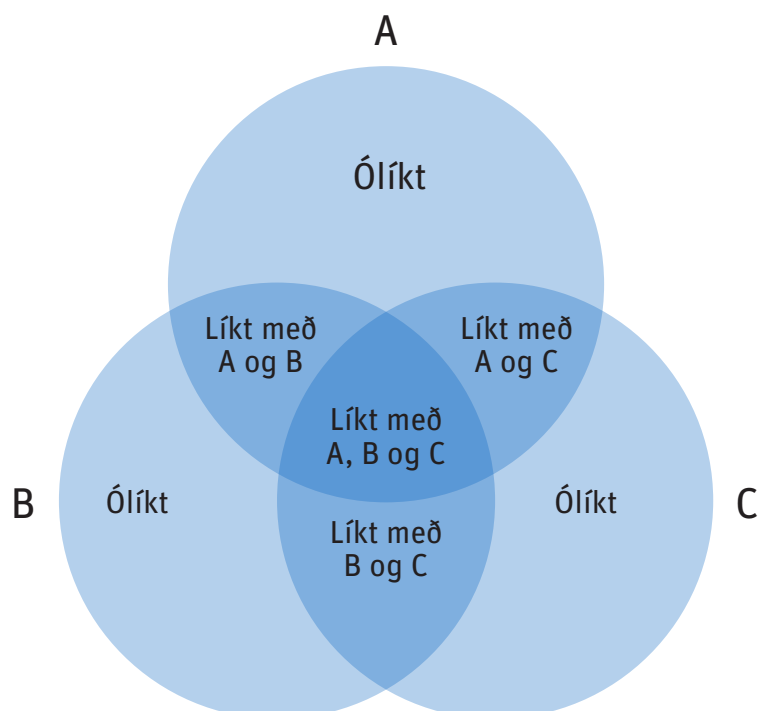 A
Ólíkt
Líkt með
A og B
Líkt með
A og C
Líkt með
A, B og C
B
Ólíkt
Ólíkt
C
Líkt með
B og C